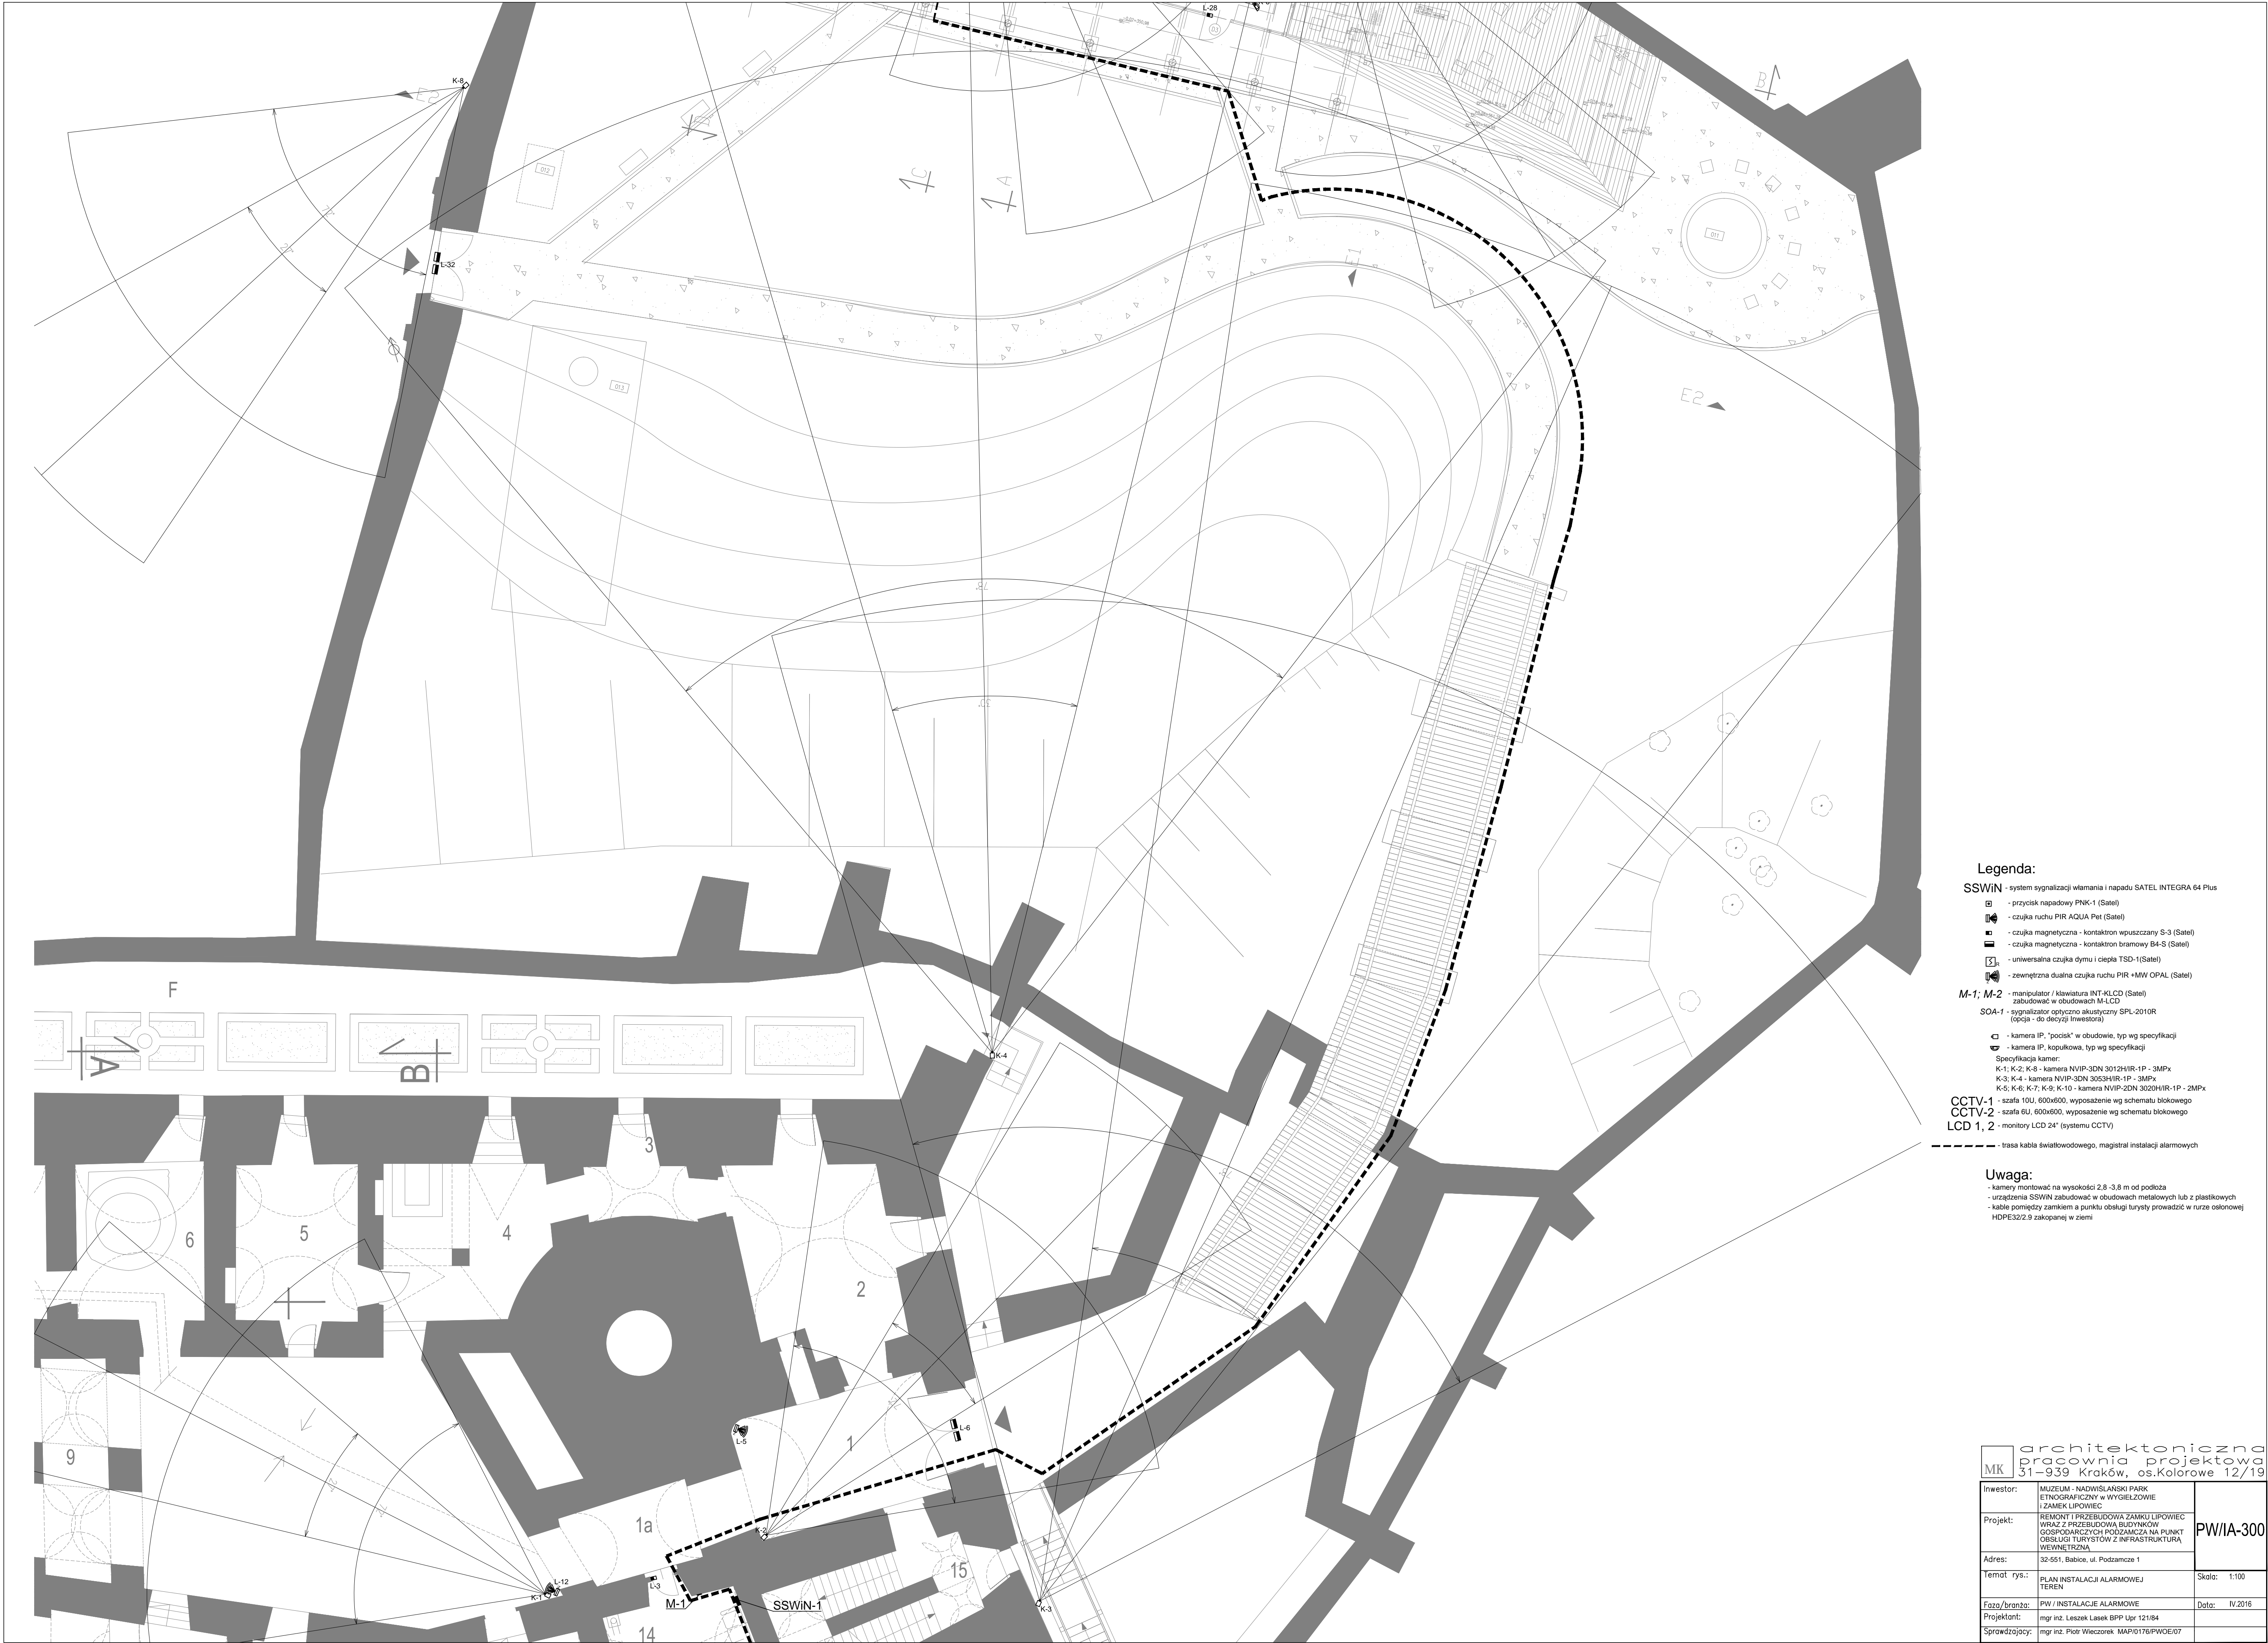 L-28
03
K-8
E2
B
A
1C
1A
012
L-32
011
E1
013
E2
75°
30°
F
A
B
K-4
3
6
5
4
2
9
L-5
1
L-6
1a
K-2
15
L-12
K-1
L-3
M-1
SSWiN-1
K-3
14
Legenda:
SSWiN - system sygnalizacji włamania i napadu SATEL INTEGRA 64 Plus
- przycisk napadowy PNK-1 (Satel)
- czujka ruchu PIR AQUA Pet (Satel)
- czujka magnetyczna - kontaktron wpuszczany S-3 (Satel)
- czujka magnetyczna - kontaktron bramowy B4-S (Satel)
- uniwersalna czujka dymu i ciepła TSD-1(Satel)
- zewnętrzna dualna czujka ruchu PIR +MW OPAL (Satel)
M-1; M-2 - manipulator / klawiatura INT-KLCD (Satel)
zabudować w obudowach M-LCD
SOA-1 - sygnalizator optyczno akustyczny SPL-2010R
(opcja - do decyzji Inwestora)
- kamera IP, "pocisk" w obudowie, typ wg specyfikacji
- kamera IP, kopułkowa, typ wg specyfikacji
Specyfikacja kamer:
K-1; K-2; K-8 - kamera NVIP-3DN 3012H/IR-1P - 3MPx
K-3; K-4 - kamera NVIP-3DN 3053H/IR-1P - 3MPx
K-5; K-6; K-7; K-9; K-10 - kamera NVIP-2DN 3020H/IR-1P - 2MPx
CCTV-1 - szafa 10U, 600x600, wyposażenie wg schematu blokowego
CCTV-2 - szafa 6U, 600x600, wyposażenie wg schematu blokowego
LCD 1, 2 - monitory LCD 24" (systemu CCTV)
- trasa kabla światłowodowego, magistral instalacji alarmowych
Uwaga:
- kamery montować na wysokości 2,8 -3,8 m od podłoża
- urządzenia SSWiN zabudować w obudowach metalowych lub z plastikowych
- kable pomiędzy zamkiem a punktu obsługi turysty prowadzić w rurze osłonowej
HDPE32/2.9 zakopanej w ziemi
MK
architektoniczna
pracownia projektowa
31-939 Kraków, os.Kolorowe 12/19
Inwestor: MUZEUM - NADWIŚLAŃSKI PARK
ETNOGRAFICZNY w WYGIEŁZOWIE
i ZAMEK LIPOWIEC
Projekt: REMONT I PRZEBUDOWA ZAMKU LIPOWIEC
WRAZ Z PRZEBUDOWĄ BUDYNKÓW
GOSPODARCZYCH PODZAMCZA NA PUNKT
OBSŁUGI TURYSTÓW Z INFRASTRUKTURĄ
WEWNĘTRZNĄ
PW/IA-300
Adres: 32-551, Babice, ul. Podzamcze 1
Temat rys.: PLAN INSTALACJI ALARMOWEJ
TEREN
Skala: 1:100
Faza/branża: PW / INSTALACJE ALARMOWE
Data: IV.2016
Projektant: mgr inż. Leszek Lasek BPP Upr 121/84
Sprawdzający: mgr inż. Piotr Wieczorek MAP/0176/PWOE/07